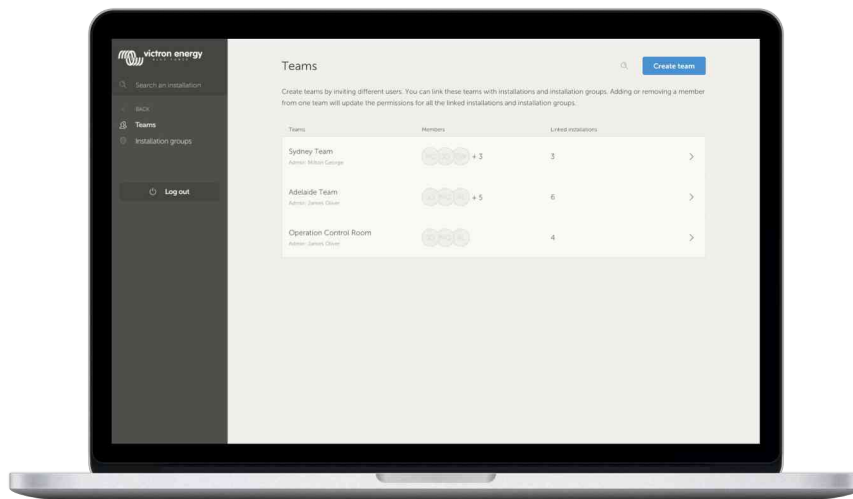 victron energy
BLUE POWER
Search an installation
BACK
Teams
Installation groups
Log out
Teams
Create team
Create teams by inviting different users. You can link these teams with installations and installation groups. Adding or removing a member
from one team will update the permissions for all the linked installations and installation groups.
Teams Members Linked installations
Sydney Team
Admin: Milton George
+ 3
3
Adelaide Team
Admin: James Oliver
+ 5
6
Operation Control Room
Admin: James Oliver
4